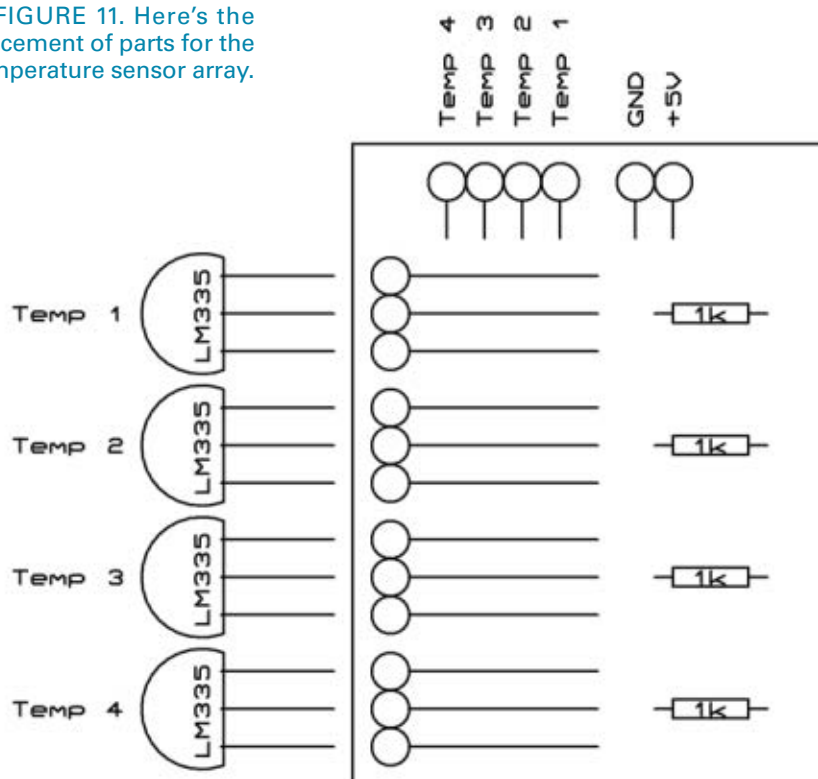 FIGURE 11. Here's the
cement of parts for the
nperature sensor array.
Temp 4
Temp 3
Temp 2
Temp 1
GND
+5V
Temp 1
LM335
1k
Temp 2
LM335
1k
Temp 3
LM335
1k
Temp 4
LM335
1k